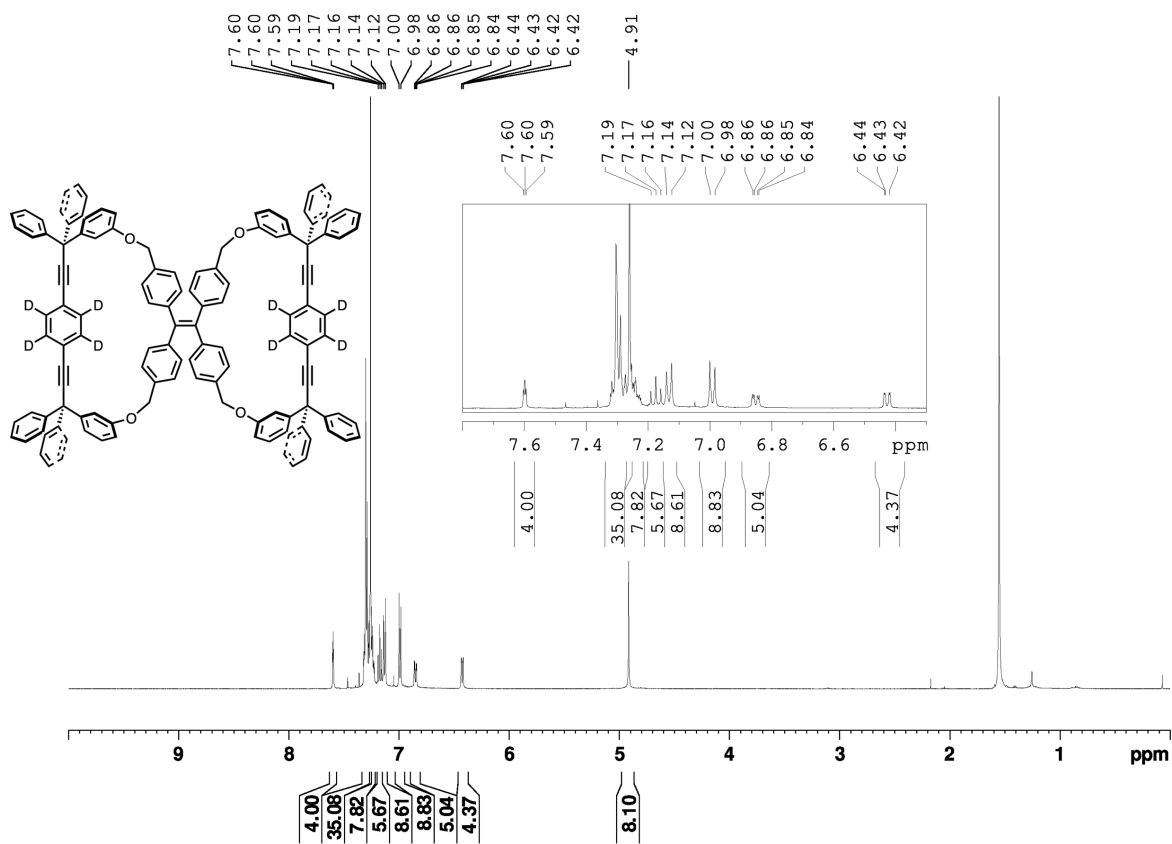 7.60 7.60 7.59 7.19 7.17 7.16 7.14 7.12 7.00 6.98 6.86 6.86 6.85 6.84 6.44 6.43 6.42 6.42 4.91
7.60 7.60 7.59 7.19 7.17 7.16 7.14 7.12 7.00 6.98 6.86 6.86 6.85 6.84 6.44 6.43 6.42
O O
D D D D
D D D D
O O
7.6 7.4 7.2 7.0 6.8 6.6 ppm
4.00 35.08 7.82 5.67 8.61 8.83 5.04 4.37
9 8 7 6 5 4 3 2 1 ppm
4.00 35.08 7.82 5.67 8.61 8.83 5.04 4.37 8.10